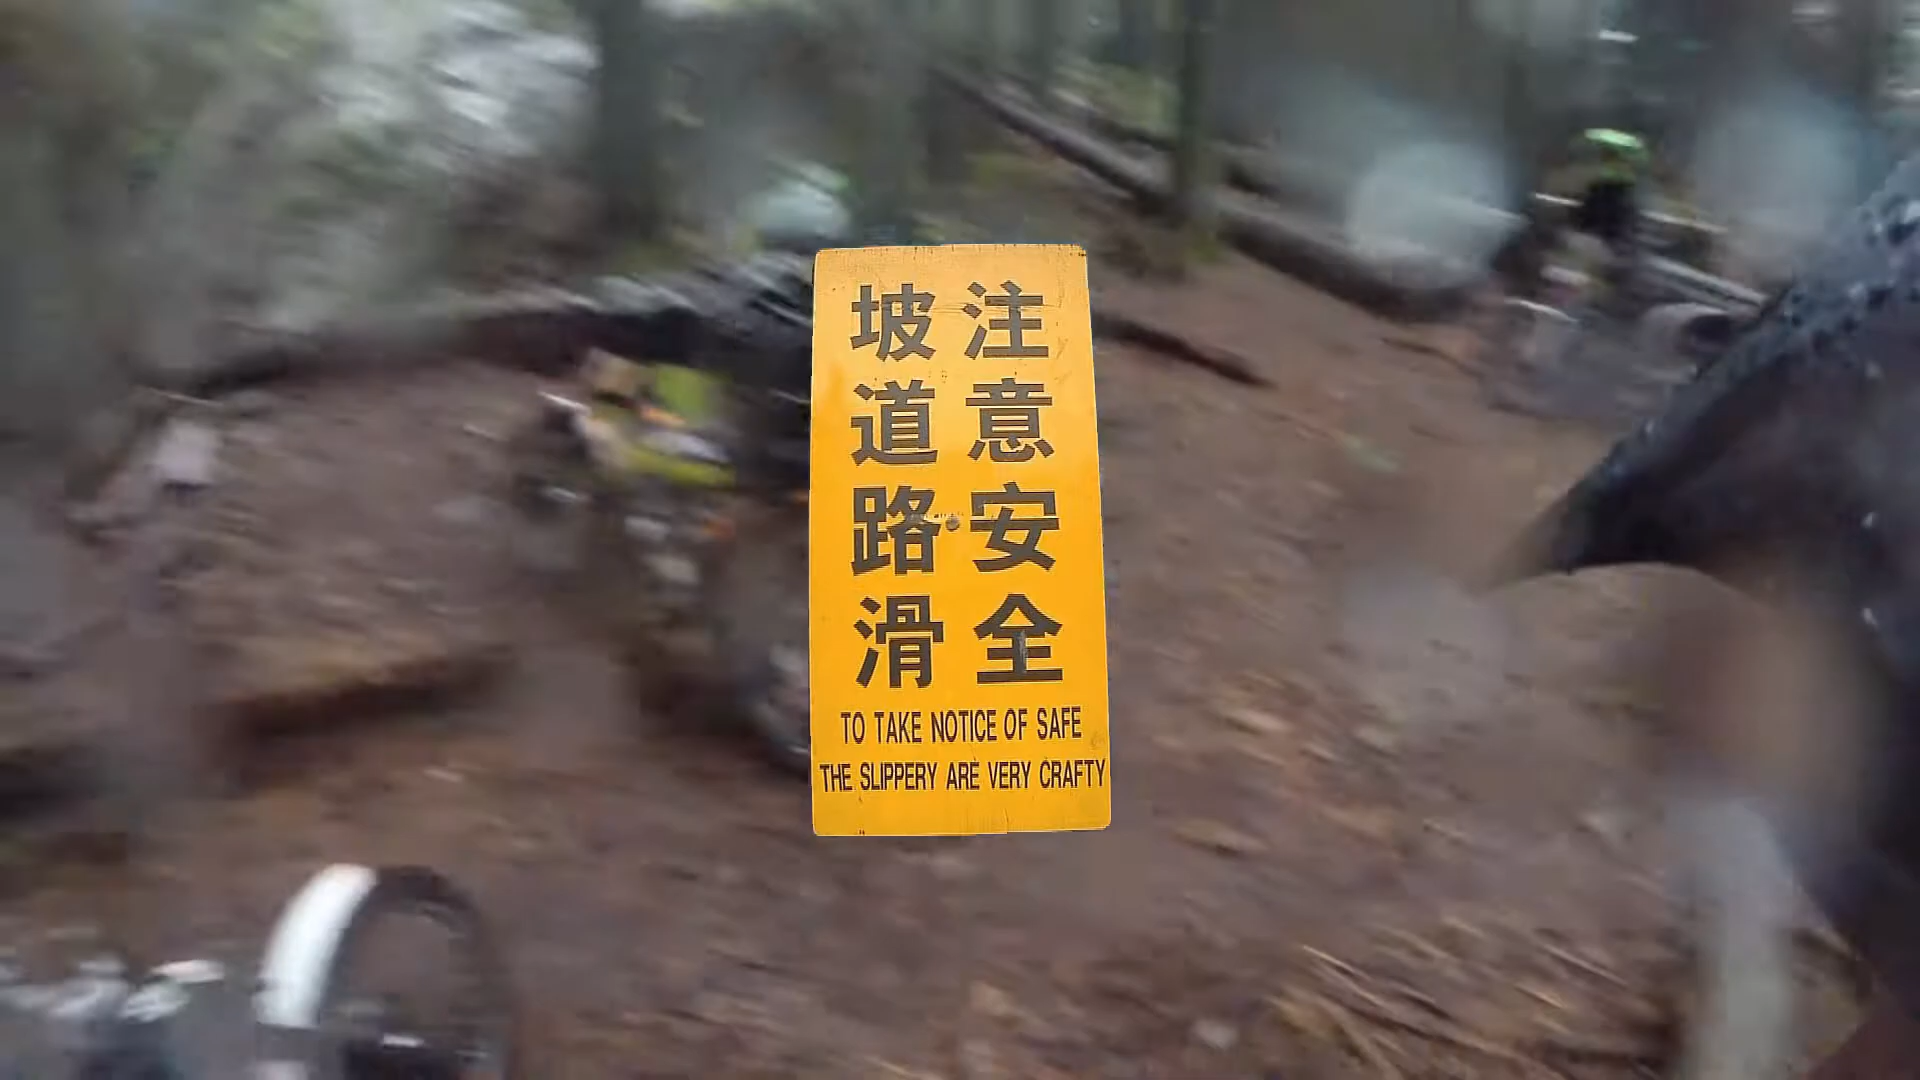 注意安全
坡道路滑
TO TAKE NOTICE OF SAFE
THE SLIPPERY ARE VERY CRAFTY